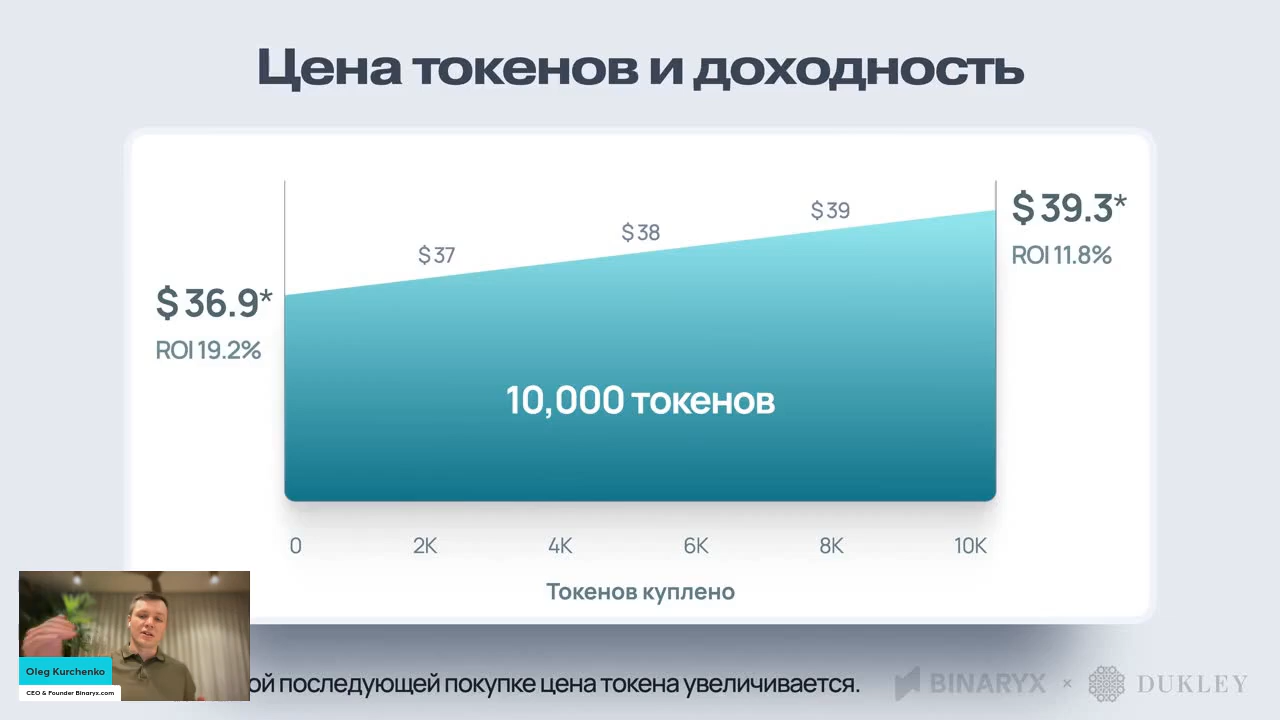 Цена токенов и доходность
$ 36.9*
ROI 19.2%
$ 37
$ 38
$ 39
$ 39.3*
ROI 11.8%
10,000 токенов
0 2K 4K 6K 8K 10K
Токенов куплено
последующей покупке цена токена увеличивается.
BINARYX × DUKLEY
Oleg Kurchenko
CEO & Founder Binaryx.com